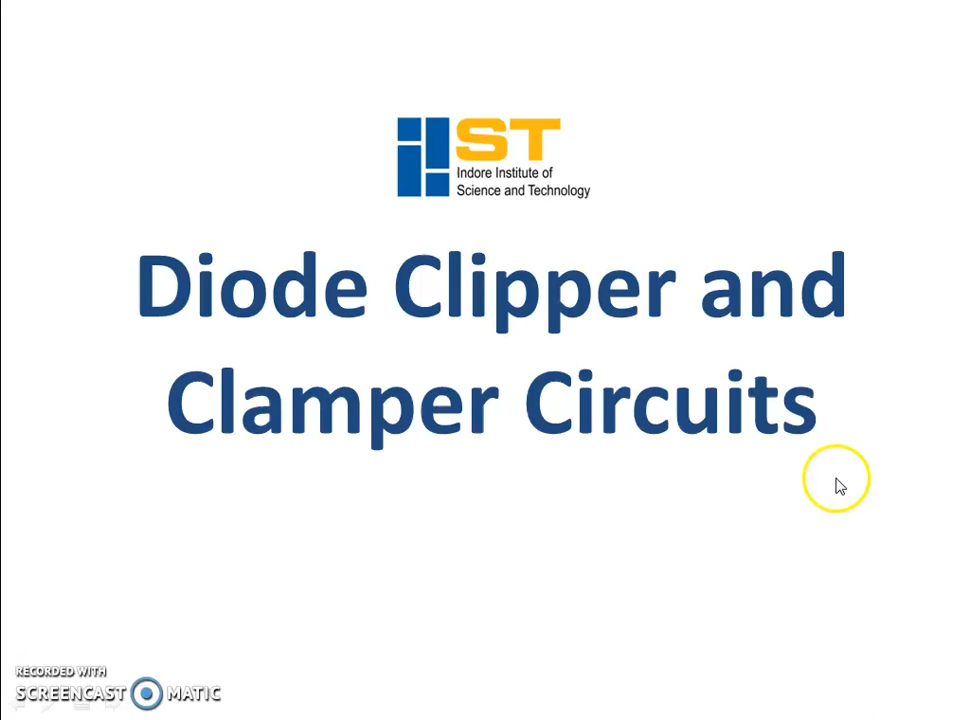 IIST
Indore Institute of
Science and Technology
Diode Clipper and
Clamper Circuits
RECORDED WITH
SCREENCAST MATIC